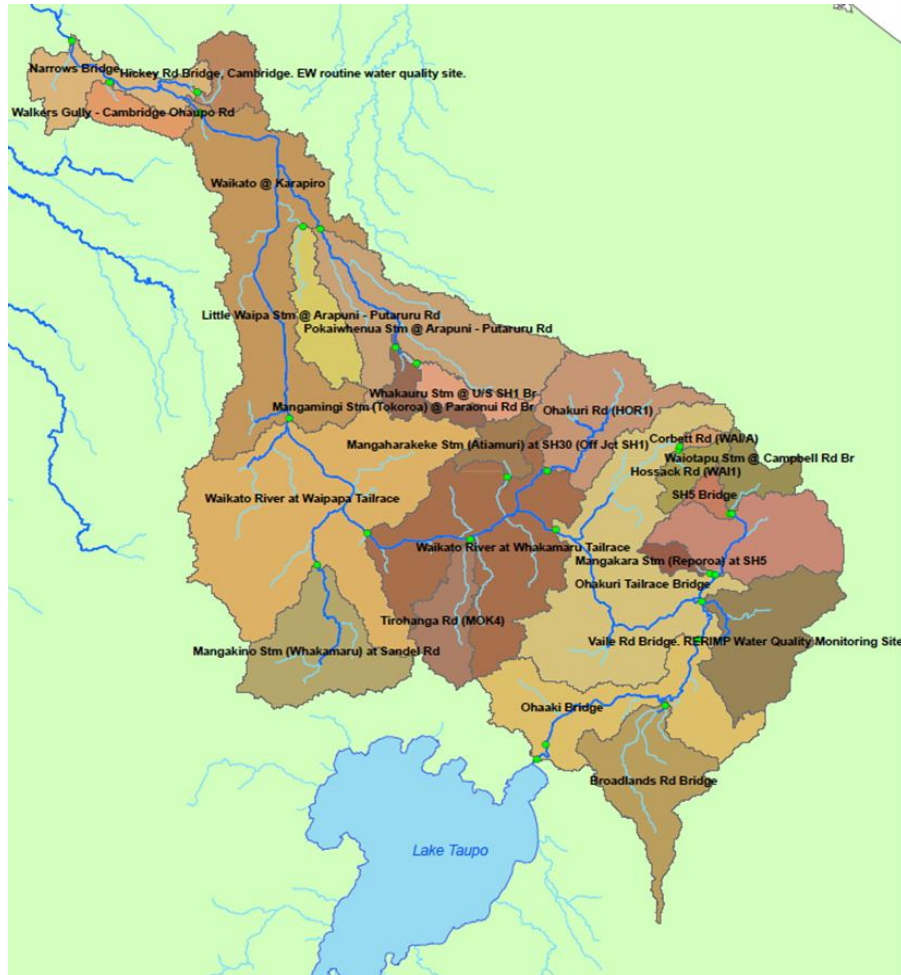 Narrows Bridge
Hickey Rd Bridge, Cambridge. EW routine water quality site.
Walkers Gully - Cambridge Ohaupo Rd
Waikato @ Karapiro
Little Waipa Stm @ Arapuni - Putaruru Rd
Pokaiwhenua Stm @ Arapuni - Putaruru Rd
Whakauru Stm @ U/S SH1 Br
Mangamingi Stm (Tokoroa) @ Paraonui Rd Br
Ohakuri Rd (HOR1)
Mangaharakeke Stm (Atiamuri) at SH30 (Off Jct SH1)
Corbett Rd (WAI/A)
Waiotapu Stm @ Campbell Rd Br
Hossack Rd (WAI1)
SH5 Bridge
Waikato River at Waipapa Tailrace
Waikato River at Whakamaru Tailrace
Mangakara Stm (Reporoa) at SH5
Ohakuri Tailrace Bridge
Tirohanga Rd (MOK4)
Vaile Rd Bridge. RERIMP Water Quality Monitoring Site
Mangakino Stm (Whakamaru) at Sandel Rd
Ohaaki Bridge
Broadlands Rd Bridge
Lake Taupo